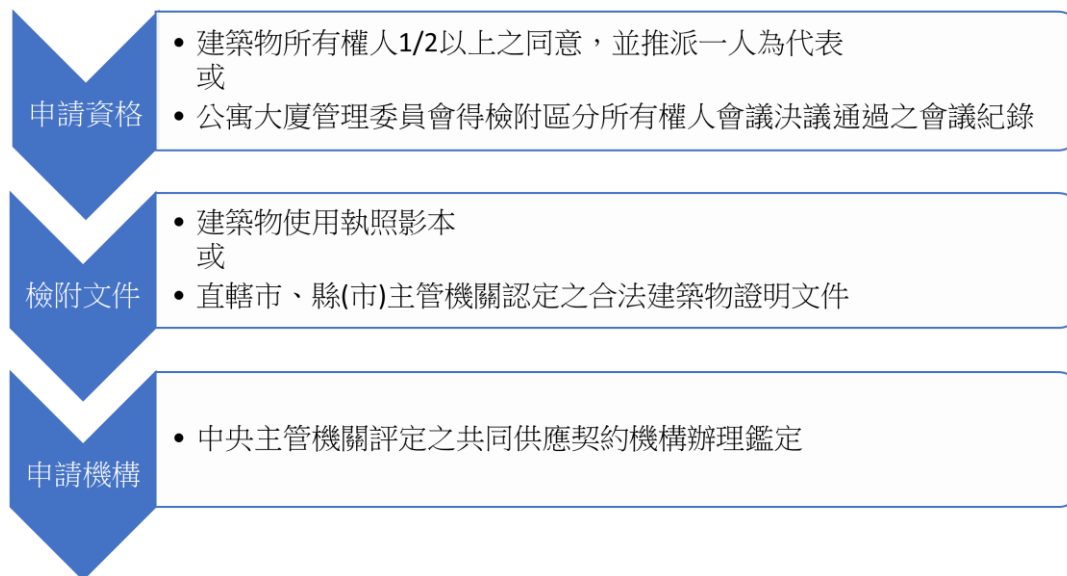 申請資格
• 建築物所有權人1/2以上之同意，並推派一人為代表
或
• 公寓大廈管理委員會得檢附區分所有權人會議決議通過之會議紀錄
檢附文件
• 建築物使用執照影本
或
• 直轄市、縣(市)主管機關認定之合法建築物證明文件
申請機構
• 中央主管機關評定之共同供應契約機構辦理鑑定